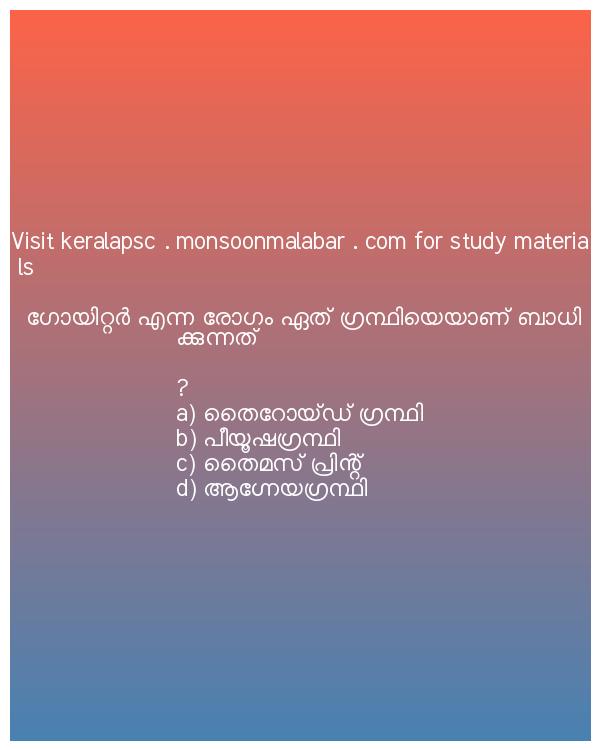 Visit keralapsc . monsoonmalabar . com for study materia
ls
ഗോയിറ്റർ എന്ന രോഗം ഏത് ഗ്രന്ഥിയെയാണ് ബാധി
ക്കുന്നത്
?
a) തൈറോയ്ഡ് ഗ്രന്ഥി
b) പീയൂഷഗ്രന്ഥി
c) തൈമസ് പ്രിന്റ്
d) ആഗ്നേയഗ്രന്ഥി